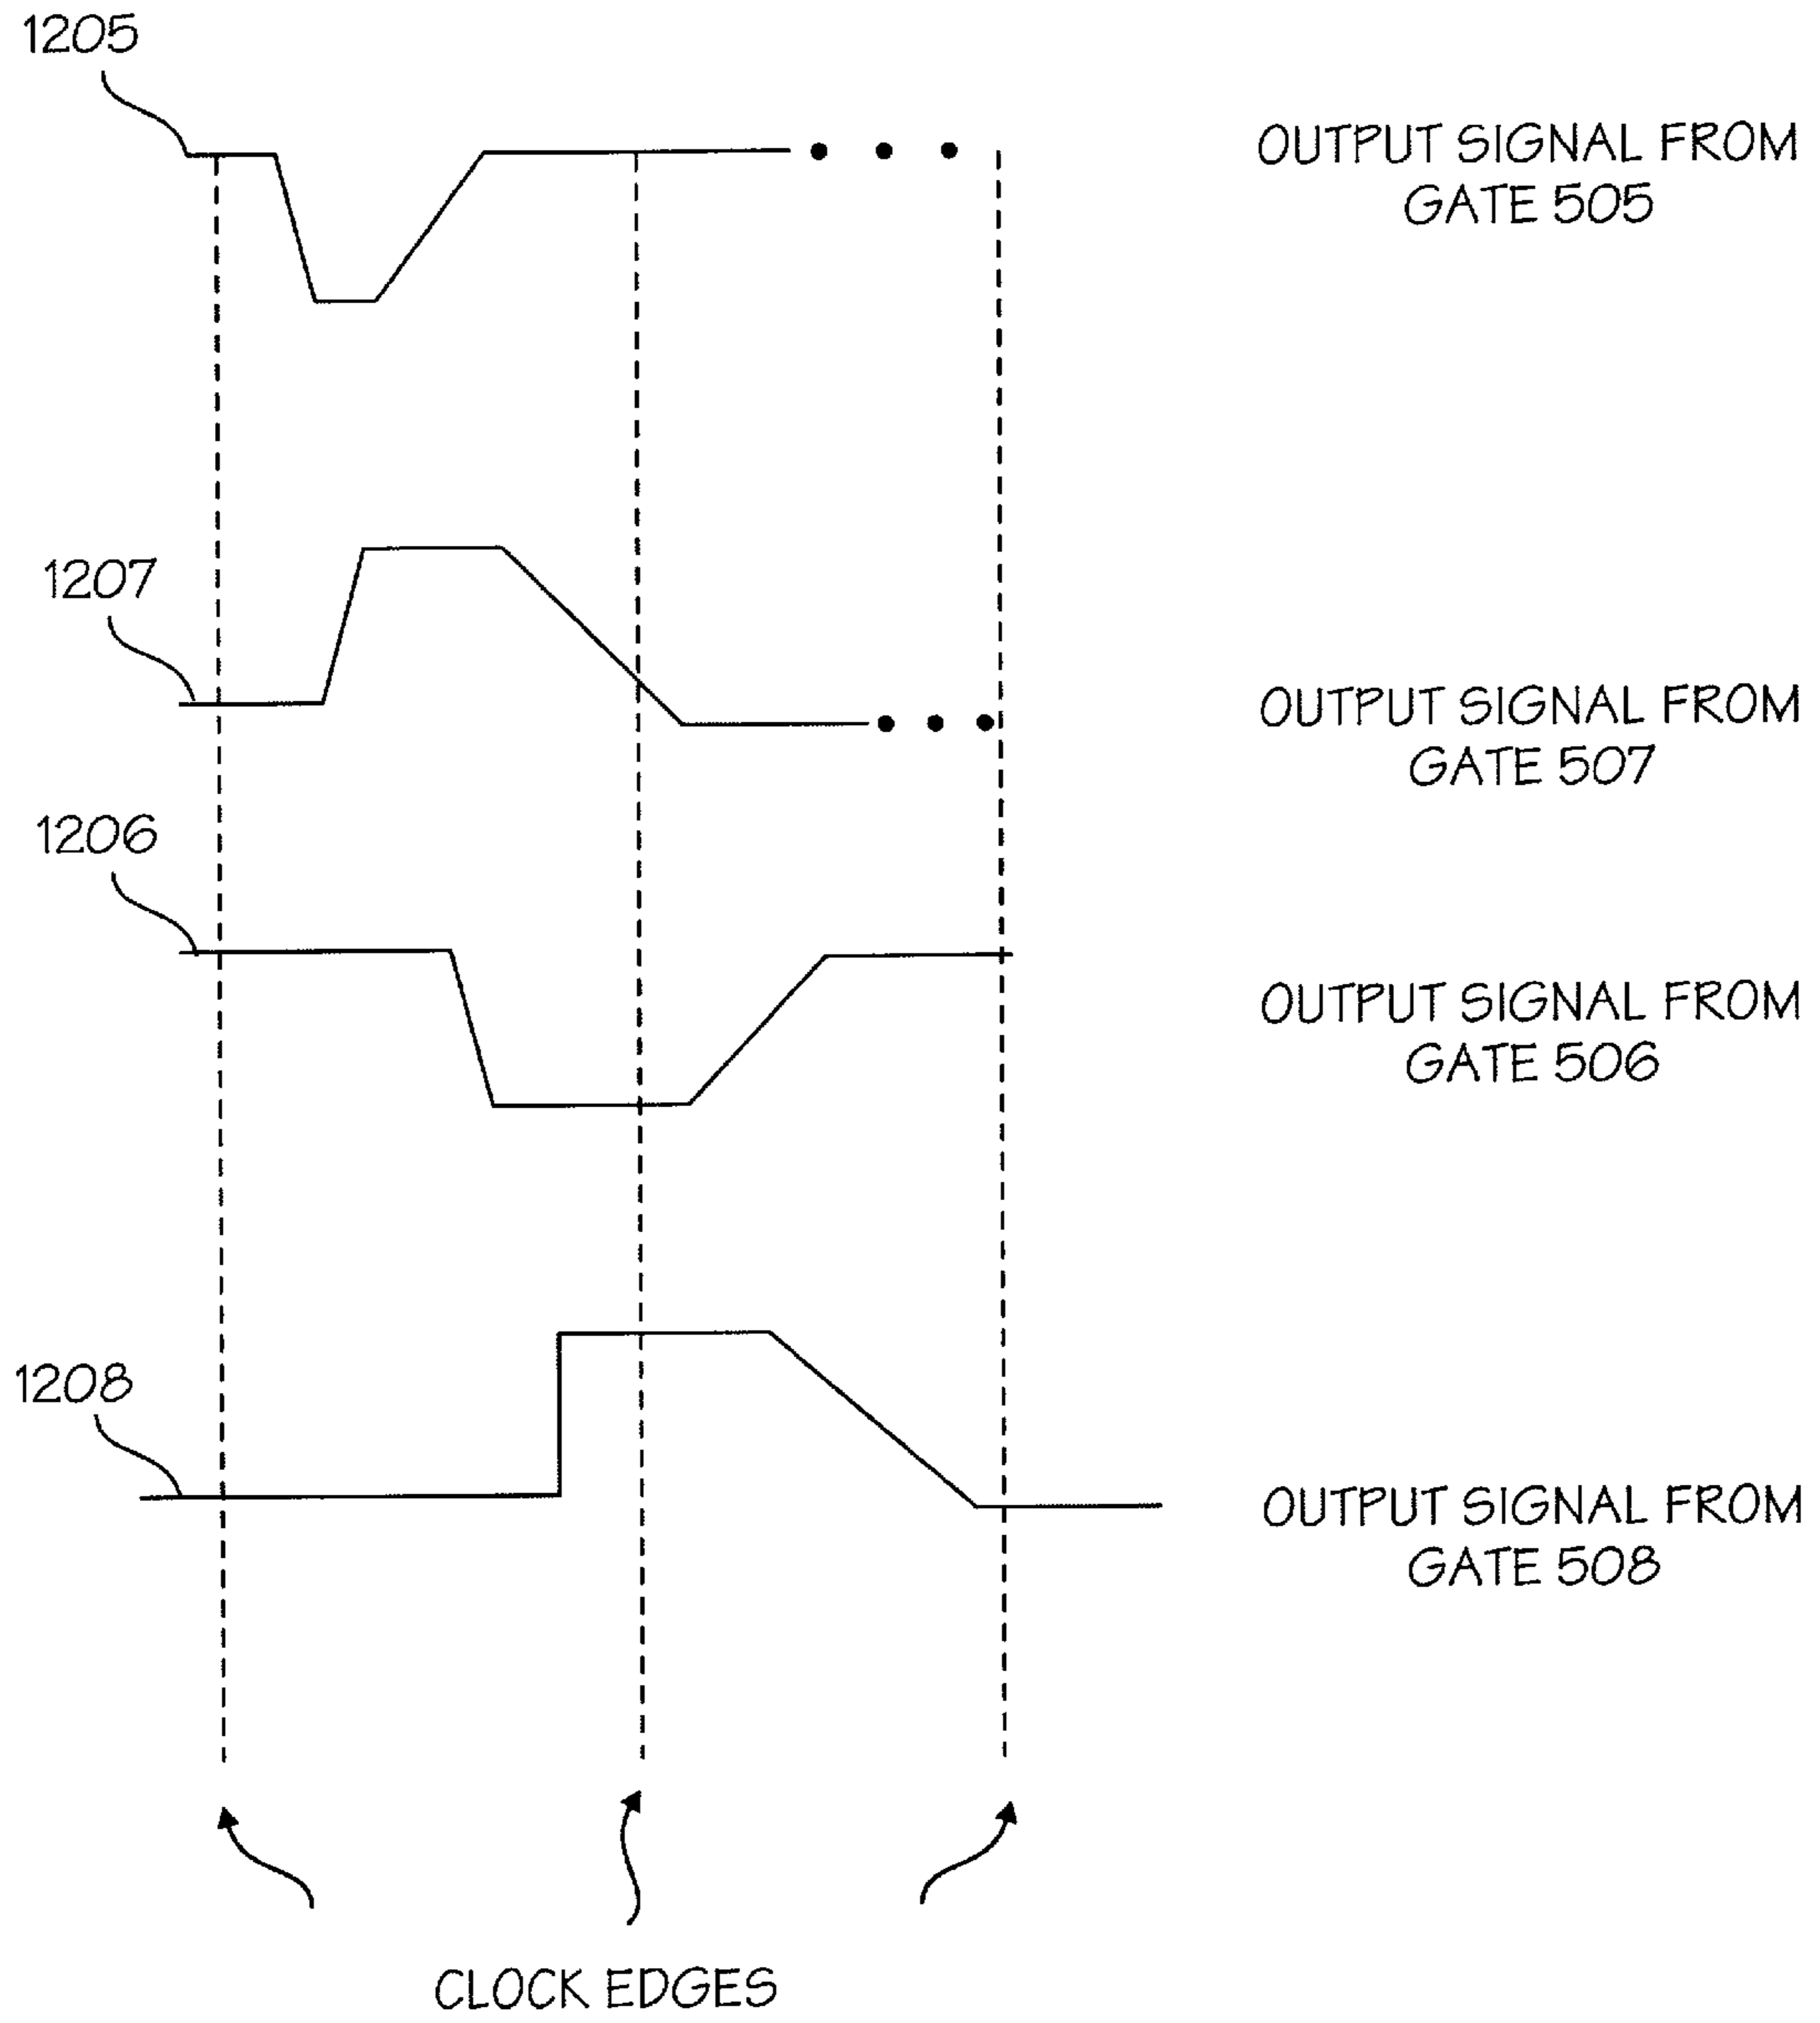 1205
OUTPUT SIGNAL FROM
GATE 505
1207
OUTPUT SIGNAL FROM
GATE 507
1206
OUTPUT SIGNAL FROM
GATE 506
1208
OUTPUT SIGNAL FROM
GATE 508
CLOCK EDGES